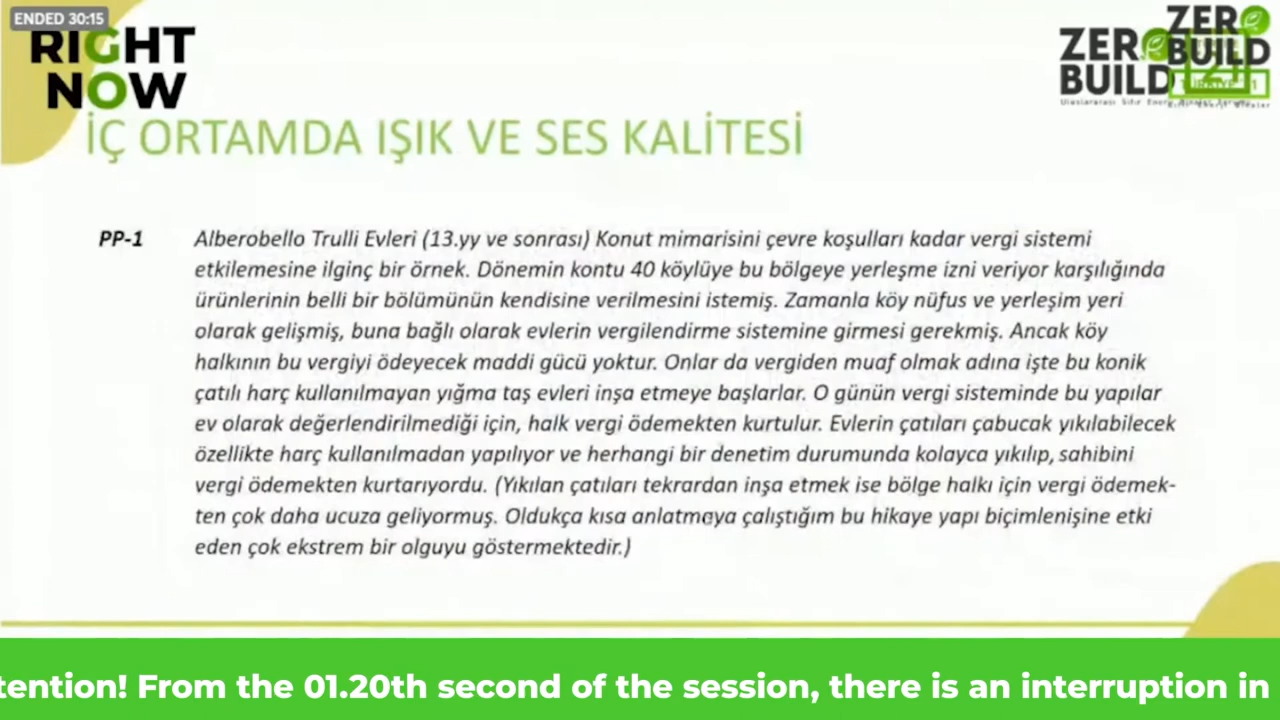 ENDED 30:15
RIGHT
NOW
ZERO
BUILD
ZERO
BUILD
Uluslararası Sıfır Enerji Binalar Forumu
İÇ ORTAMDA IŞIK VE SES KALİTESİ
PP-1 Alberobello Trulli Evleri (13.yy ve sonrası) Konut mimarisini çevre koşulları kadar vergi sistemi
etkilemesine ilginç bir örnek. Dönemin kontu 40 köylüye bu bölgeye yerleşme izni veriyor karşılığında
ürünlerinin belli bir bölümünün kendisine verilmesini istemiş. Zamanla köy nüfus ve yerleşim yeri
olarak gelişmiş, buna bağlı olarak evlerin vergilendirme sistemine girmesi gerekmiş. Ancak köy
halkının bu vergiyi ödeyecek maddi gücü yoktur. Onlar da vergiden muaf olmak adına işte bu konik
çatılı harç kullanılmayan yığma taş evleri inşa etmeye başlarlar. O günün vergi sisteminde bu yapılar
ev olarak değerlendirilmediği için, halk vergi ödemekten kurtulur. Evlerin çatıları çabucak yıkılabilecek
özellikte harç kullanılmadan yapılıyor ve herhangi bir denetim durumunda kolayca yıkılıp, sahibini
vergi ödemekten kurtarıyordu. (Yıkılan çatıları tekrardan inşa etmek ise bölge halkı için vergi ödemek-
ten çok daha ucuza geliyormuş. Oldukça kısa anlatmaya çalıştığım bu hikaye yapı biçimlenişine etki
eden çok ekstrem bir olguyu göstermektedir.)
tention! From the 01.20th second of the session, there is an interruption in